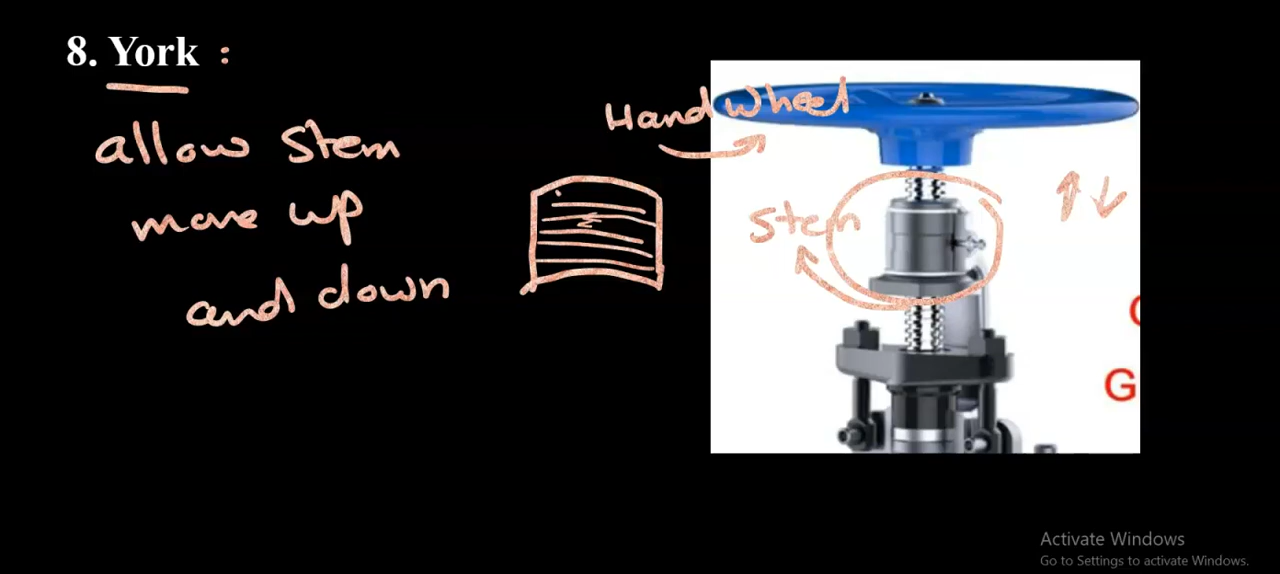 8. York :
allow stem
move up
and down
Hand wheel
Stem
G
Activate Windows
Go to Settings to activate Windows.